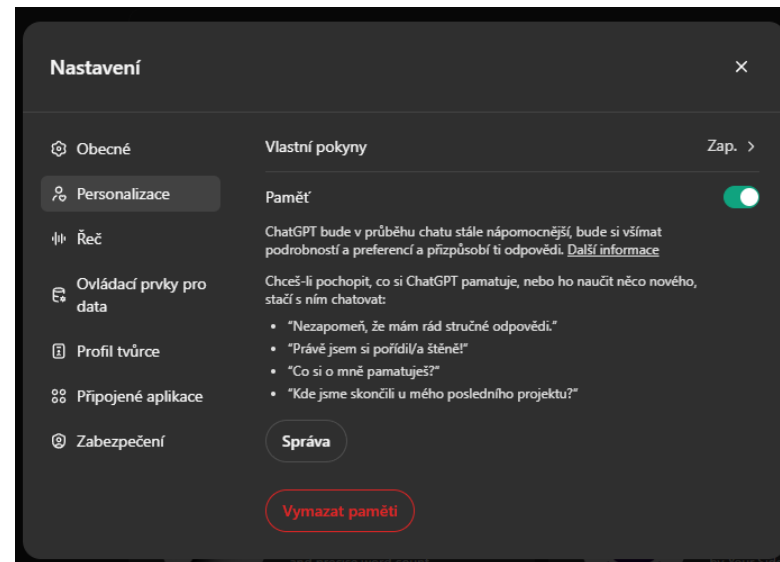 Nastavení
Obecné
Personalizace
Řeč
Ovládací prvky pro
data
Profil tvůrce
Připojené aplikace
Zabezpečení
Vlastní pokyny
Zap.
Paměť
ChatGPT bude v průběhu chatu stále nápomocnější, bude si všímat
podrobností a preferencí a přizpůsobí ti odpovědi. Další informace
Chceš-li pochopit, co si ChatGPT pamatuje, nebo ho naučit něco nového,
stačí s ním chatovat:
• "Nezapomeň, že mám rád stručné odpovědi."
• "Právě jsem si pořídil/a štěně!"
• "Co si o mně pamatuješ?"
• "Kde jsme skončili u mého posledního projektu?"
Správa
Vymazat paměti